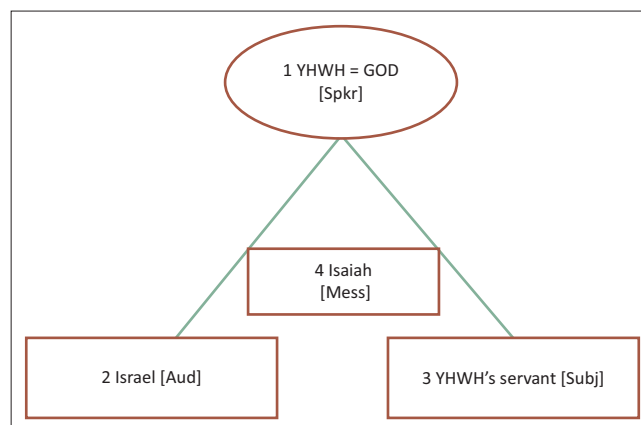 1 YHWH = GOD
[Spkr]
4 Isaiah
[Mess]
2 Israel [Aud]
3 YHWH’s servant [Subj]